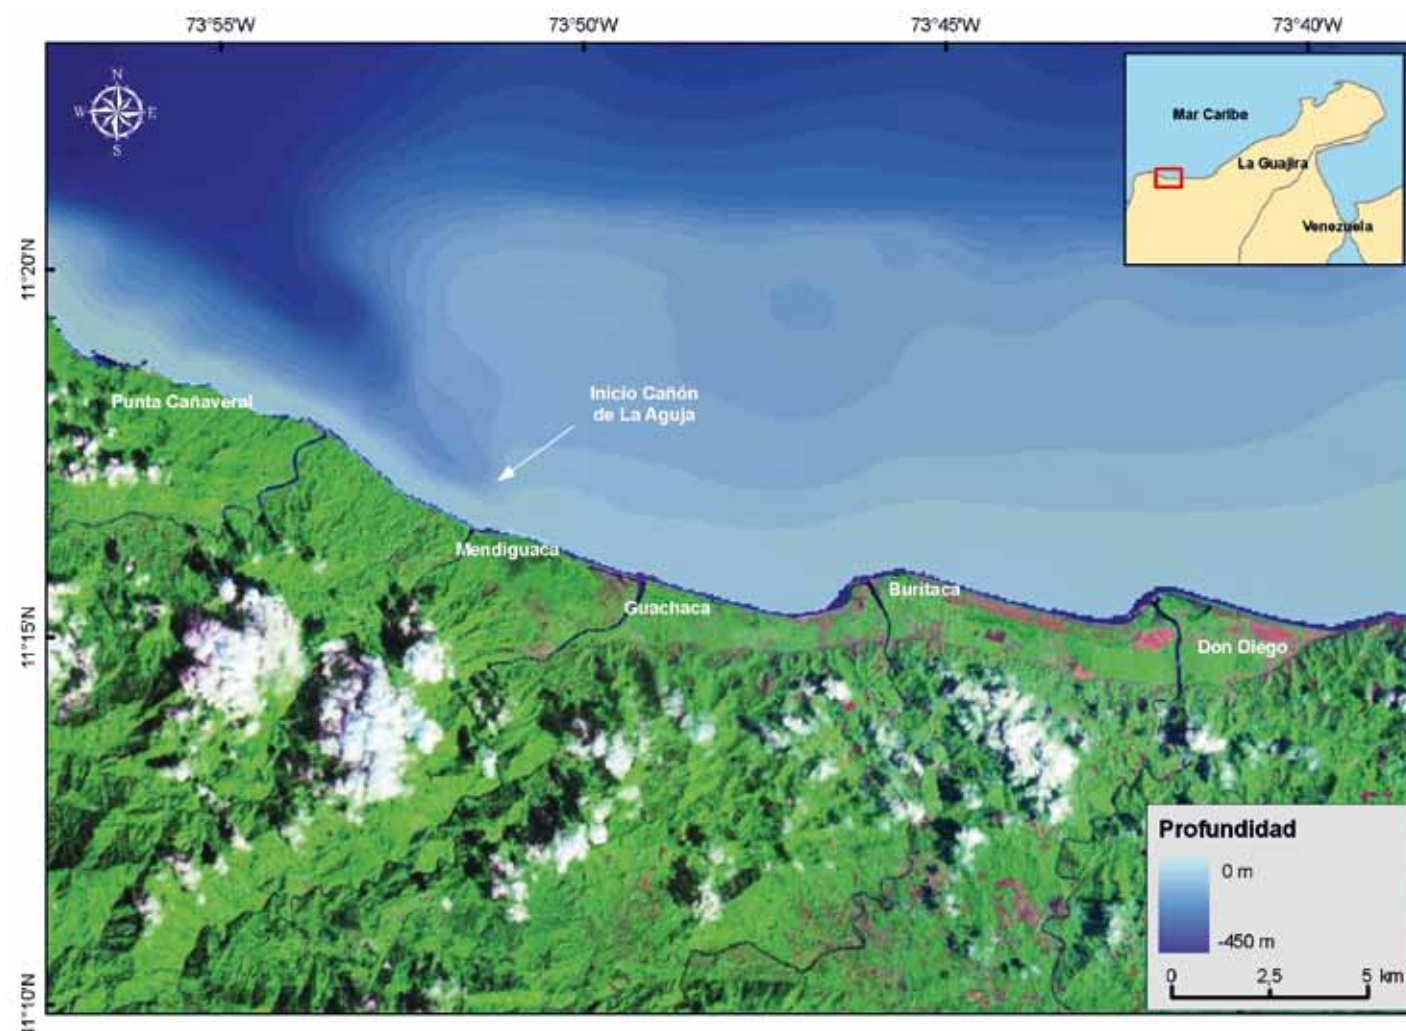 73°55'W
73°50'W
73°45'W
73°40'W
N
W E
S
Mar Caribe
La Guajira
Venezuela
11°20'N
Inicio Cañón
de La Aguja
Punta Cañaveral
Mendiguaca
Guachaca
Buritaca
11°15'N
Don Diego
Profundidad
0 m
-450 m
0 2.5 5 km
11°10'N